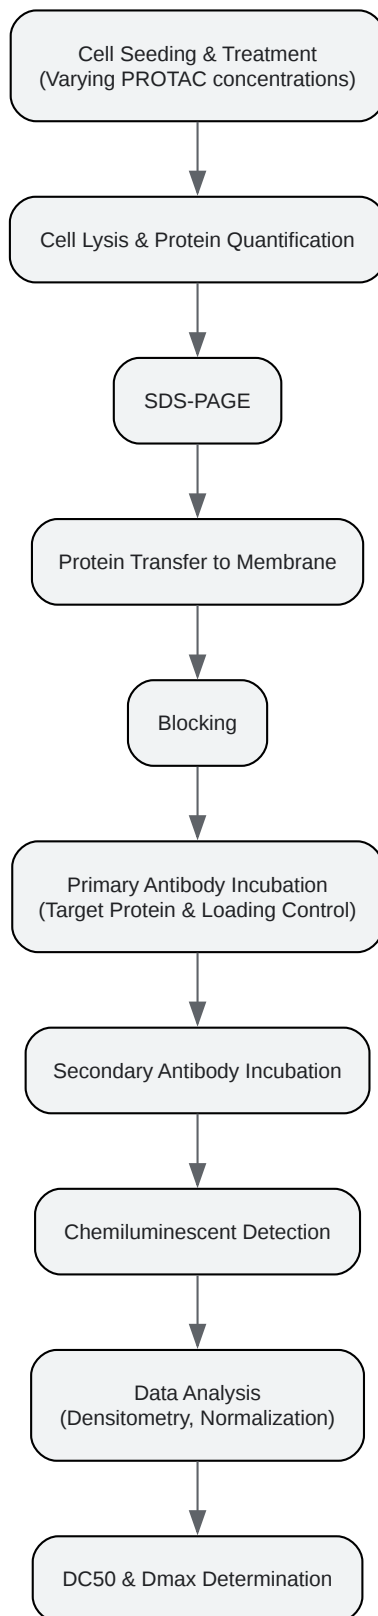 Cell Seeding & Treatment
(Varying PROTAC concentrations)
Cell Lysis & Protein Quantification
SDS-PAGE
Protein Transfer to Membrane
Blocking
Primary Antibody Incubation
(Target Protein & Loading Control)
Secondary Antibody Incubation
Chemiluminescent Detection
Data Analysis
(Densitometry, Normalization)
DC50 & Dmax Determination